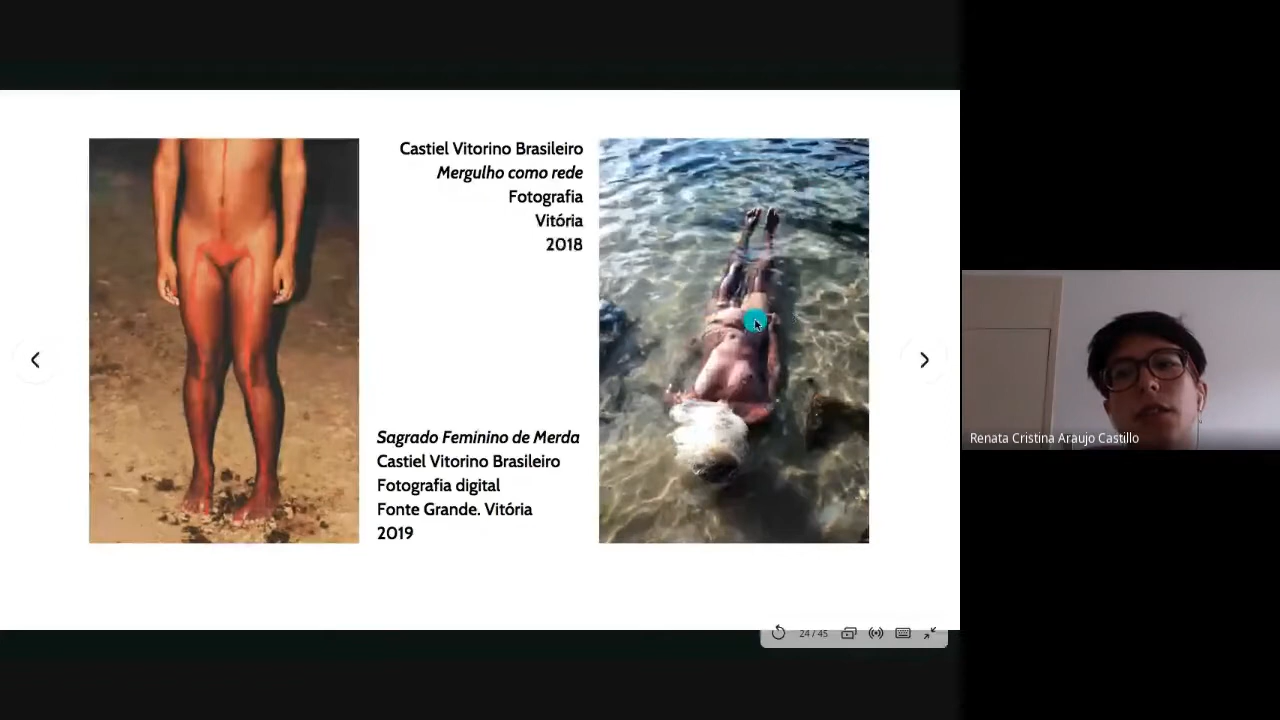 Castiel Vitorino Brasileiro
Mergulho como rede
Fotografia
Vitória
2018
Sagrado Feminino de Merda
Castiel Vitorino Brasileiro
Fotografia digital
Fonte Grande. Vitória
2019
Renata Cristina Araujo Castillo
24 / 45